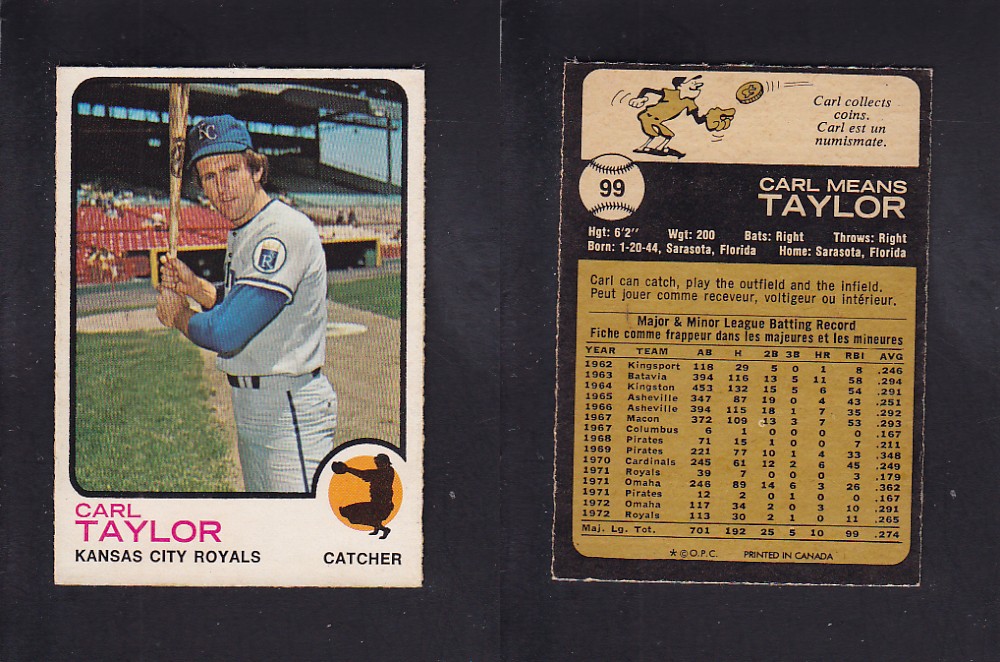 KC
R
CARL
TAYLOR
KANSAS CITY ROYALS
CATCHER
Carl collects
coins.
Carl est un
numismate.
99
CARL MEANS
TAYLOR
Hgt: 6'2" Wgt: 200 Bats: Right Throws: Right
Born: 1-20-44, Sarasota, Florida Home: Sarasota, Florida
Carl can catch, play the outfield and the infield.
Peut jouer comme receveur, voltigeur ou intérieur.
Major & Minor League Batting Record
Fiche comme frappeur dans les majeures et les mineures
YEAR TEAM AB H 2B 3B HR RBI AVG
1962 Kingsport 118 29 5 0 1 8 .246
1963 Batavia 394 116 13 5 11 58 .294
1964 Kingston 453 132 15 5 6 54 .291
1965 Asheville 347 87 19 0 4 43 .251
1966 Asheville 394 115 18 1 7 35 .292
1967 Macon 372 109 13 3 7 53 .293
1967 Columbus 6 1 0 0 0 0 .167
1968 Pirates 71 15 1 0 0 7 .211
1969 Pirates 221 77 10 1 4 33 .348
1970 Cardinals 245 61 12 2 6 45 .249
1971 Royals 39 7 0 0 0 3 .179
1971 Omaha 246 89 14 6 3 26 .362
1971 Pirates 12 2 0 1 0 0 .167
1972 Omaha 117 34 2 0 3 10 .291
1972 Royals 113 30 2 1 0 11 .265
Maj. Lg. Tot. 701 192 25 5 10 99 .274
* © O.P.C. PRINTED IN CANADA